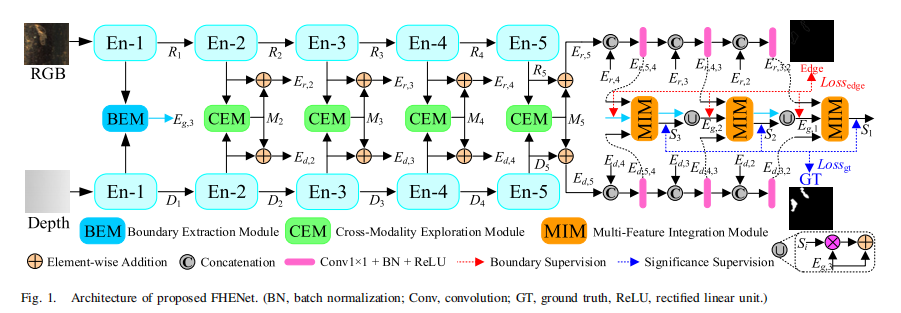 En-1 En-2 En-3 En-4 En-5
R1 R2 R3 R4 R5
RGB
Er,2 Er,3 Er,4 Er,5
Er,4 Er,5,4 Er,3 Er,4,3 Er,2 Er,3,2
Edge Lossedge
BEM Eg,3 CEM M2 CEM M3 CEM M4 CEM M5
MIM S3 Eg,2 MIM S2 Eg,1 MIM S1
Ed,2 Ed,3 Ed,4 D5 Ed,5
Ed,4 Ed,5,4 Ed,3 Ed,4,3 Ed,2 Ed,3,2
Lossgt
GT
En-1 En-2 En-3 En-4 En-5
D1 D2 D3 D4
Depth
BEM Boundary Extraction Module CEM Cross-Modality Exploration Module MIM Multi-Feature Integration Module
Element-wise Addition C Concatenation Conv1×1 + BN + ReLU Boundary Supervision Significance Supervision
U Si Eg,3
Fig. 1. Architecture of proposed FHENet. (BN, batch normalization; Conv, convolution; GT, ground truth, ReLU, rectified linear unit.)